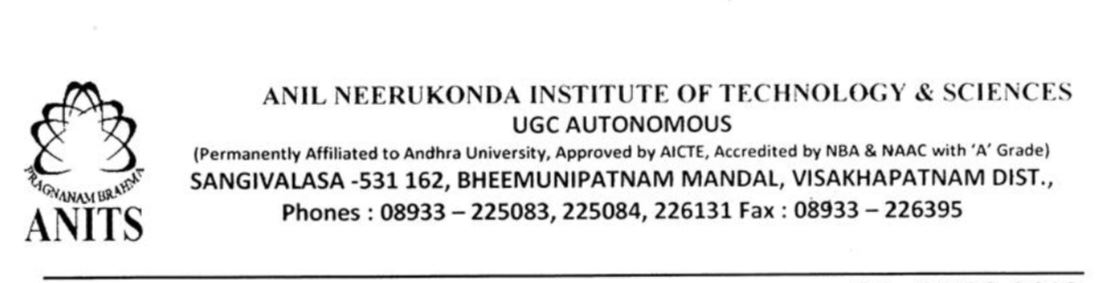 ANIL NEERUKONDA INSTITUTE OF TECHNOLOGY & SCIENCES
UGC AUTONOMOUS
(Permanently Affiliated to Andhra University, Approved by AICTE, Accredited by NBA & NAAC with ‘A’ Grade)
SANGIVALASA -531 162, BHEEMUNIPATNAM MANDAL, VISAKHAPATNAM DIST.,
Phones : 08933 – 225083, 225084, 226131 Fax : 08933 – 226395
PRAGNANAM BRAHMA
ANITS